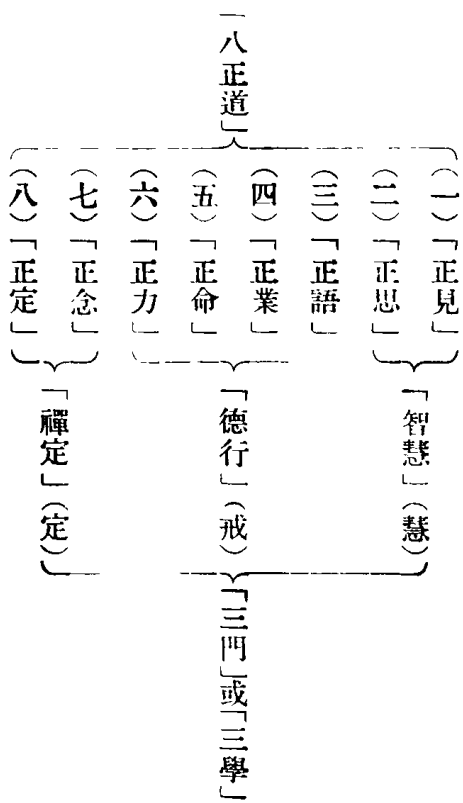 「八正道」
(一)「正見」
(二)「正思」
(三)「正語」
(四)「正業」
(五)「正命」
(六)「正力」
(七)「正念」
(八)「正定」
「智慧」(慧)
「德行」(戒)
「禪定」(定)
「三門」或「三學」